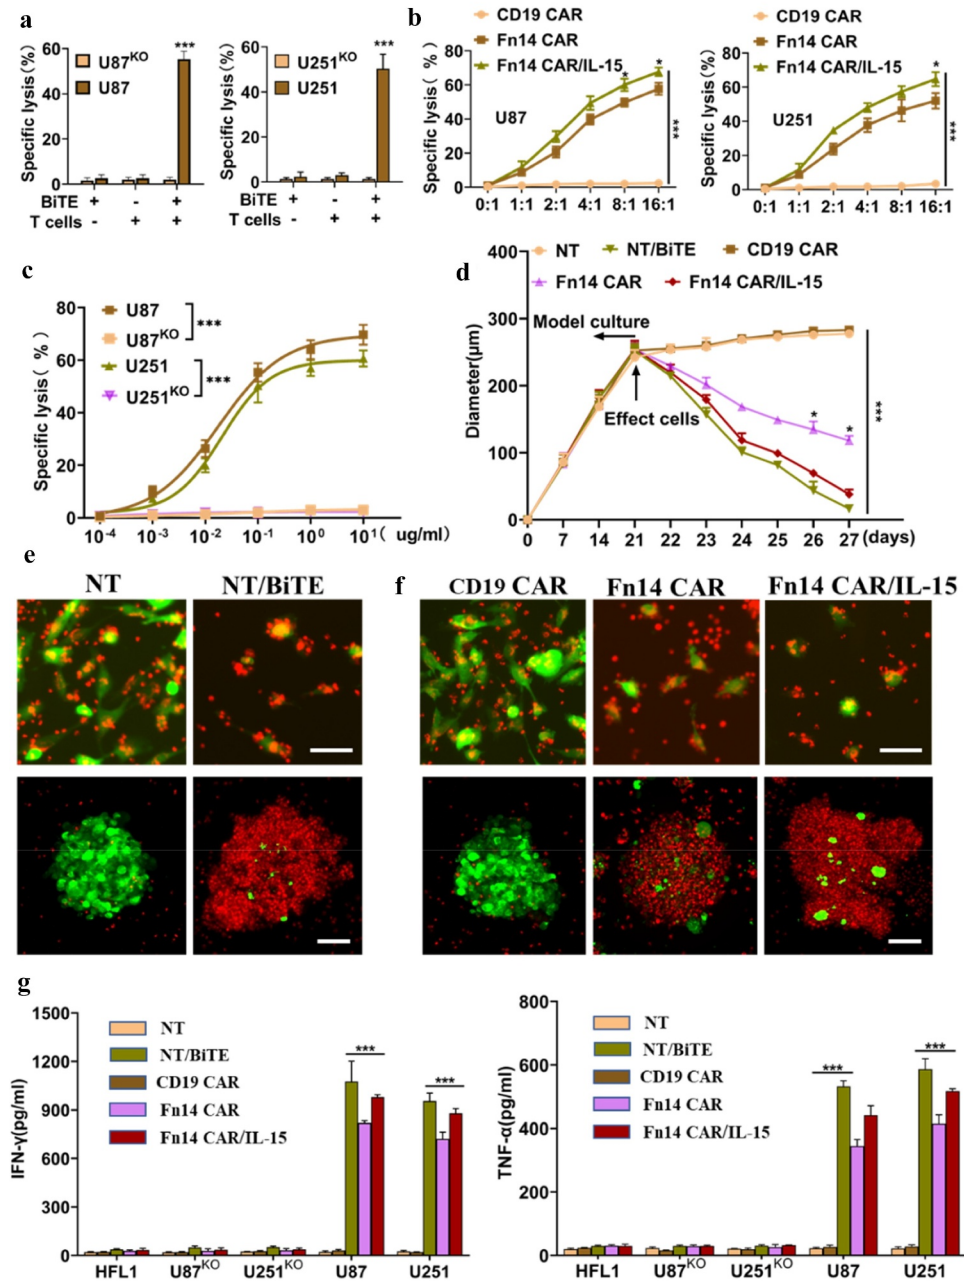 a
Specific lysis(%)
60
40
20
0
U87KO
U87
***
BiTE + - +
T cells - + +
Specific lysis(%)
60
40
20
0
U251KO
U251
***
+ - +
- + +
b
CD19 CAR
Fn14 CAR
Fn14 CAR/IL-15
Specific lysis( %)
80
60
40
20
0
U87
* *
***
0:1 1:1 2:1 4:1 8:1 16:1
CD19 CAR
Fn14 CAR
Fn14 CAR/IL-15
Specific lysis(%)
80
60
40
20
0
U251
*
***
0:1 1:1 2:1 4:1 8:1 16:1
c
Specific lysis( %)
80
60
40
20
0
U87
U87KO
***
U251
U251KO
***
10-4 10-3 10-2 10-1 100 101( ug/ml)
d
NT NT/BiTE CD19 CAR
Fn14 CAR Fn14 CAR/IL-15
Diameter(μm)
400
300
200
100
0
Model culture
Effect cells
* *
***
0 7 14 21 22 23 24 25 26 27 (days)
e
NT NT/BiTE
f
CD19 CAR Fn14 CAR Fn14 CAR/IL-15
g
IFN-γ(pg/ml)
1500
1200
900
600
300
0
NT
NT/BiTE
CD19 CAR
Fn14 CAR
Fn14 CAR/IL-15
***
***
HFL1 U87KO U251KO U87 U251
TNF-α(pg/ml)
800
600
400
200
0
NT
NT/BiTE
CD19 CAR
Fn14 CAR
Fn14 CAR/IL-15
***
***
HFL1 U87KO U251KO U87 U251